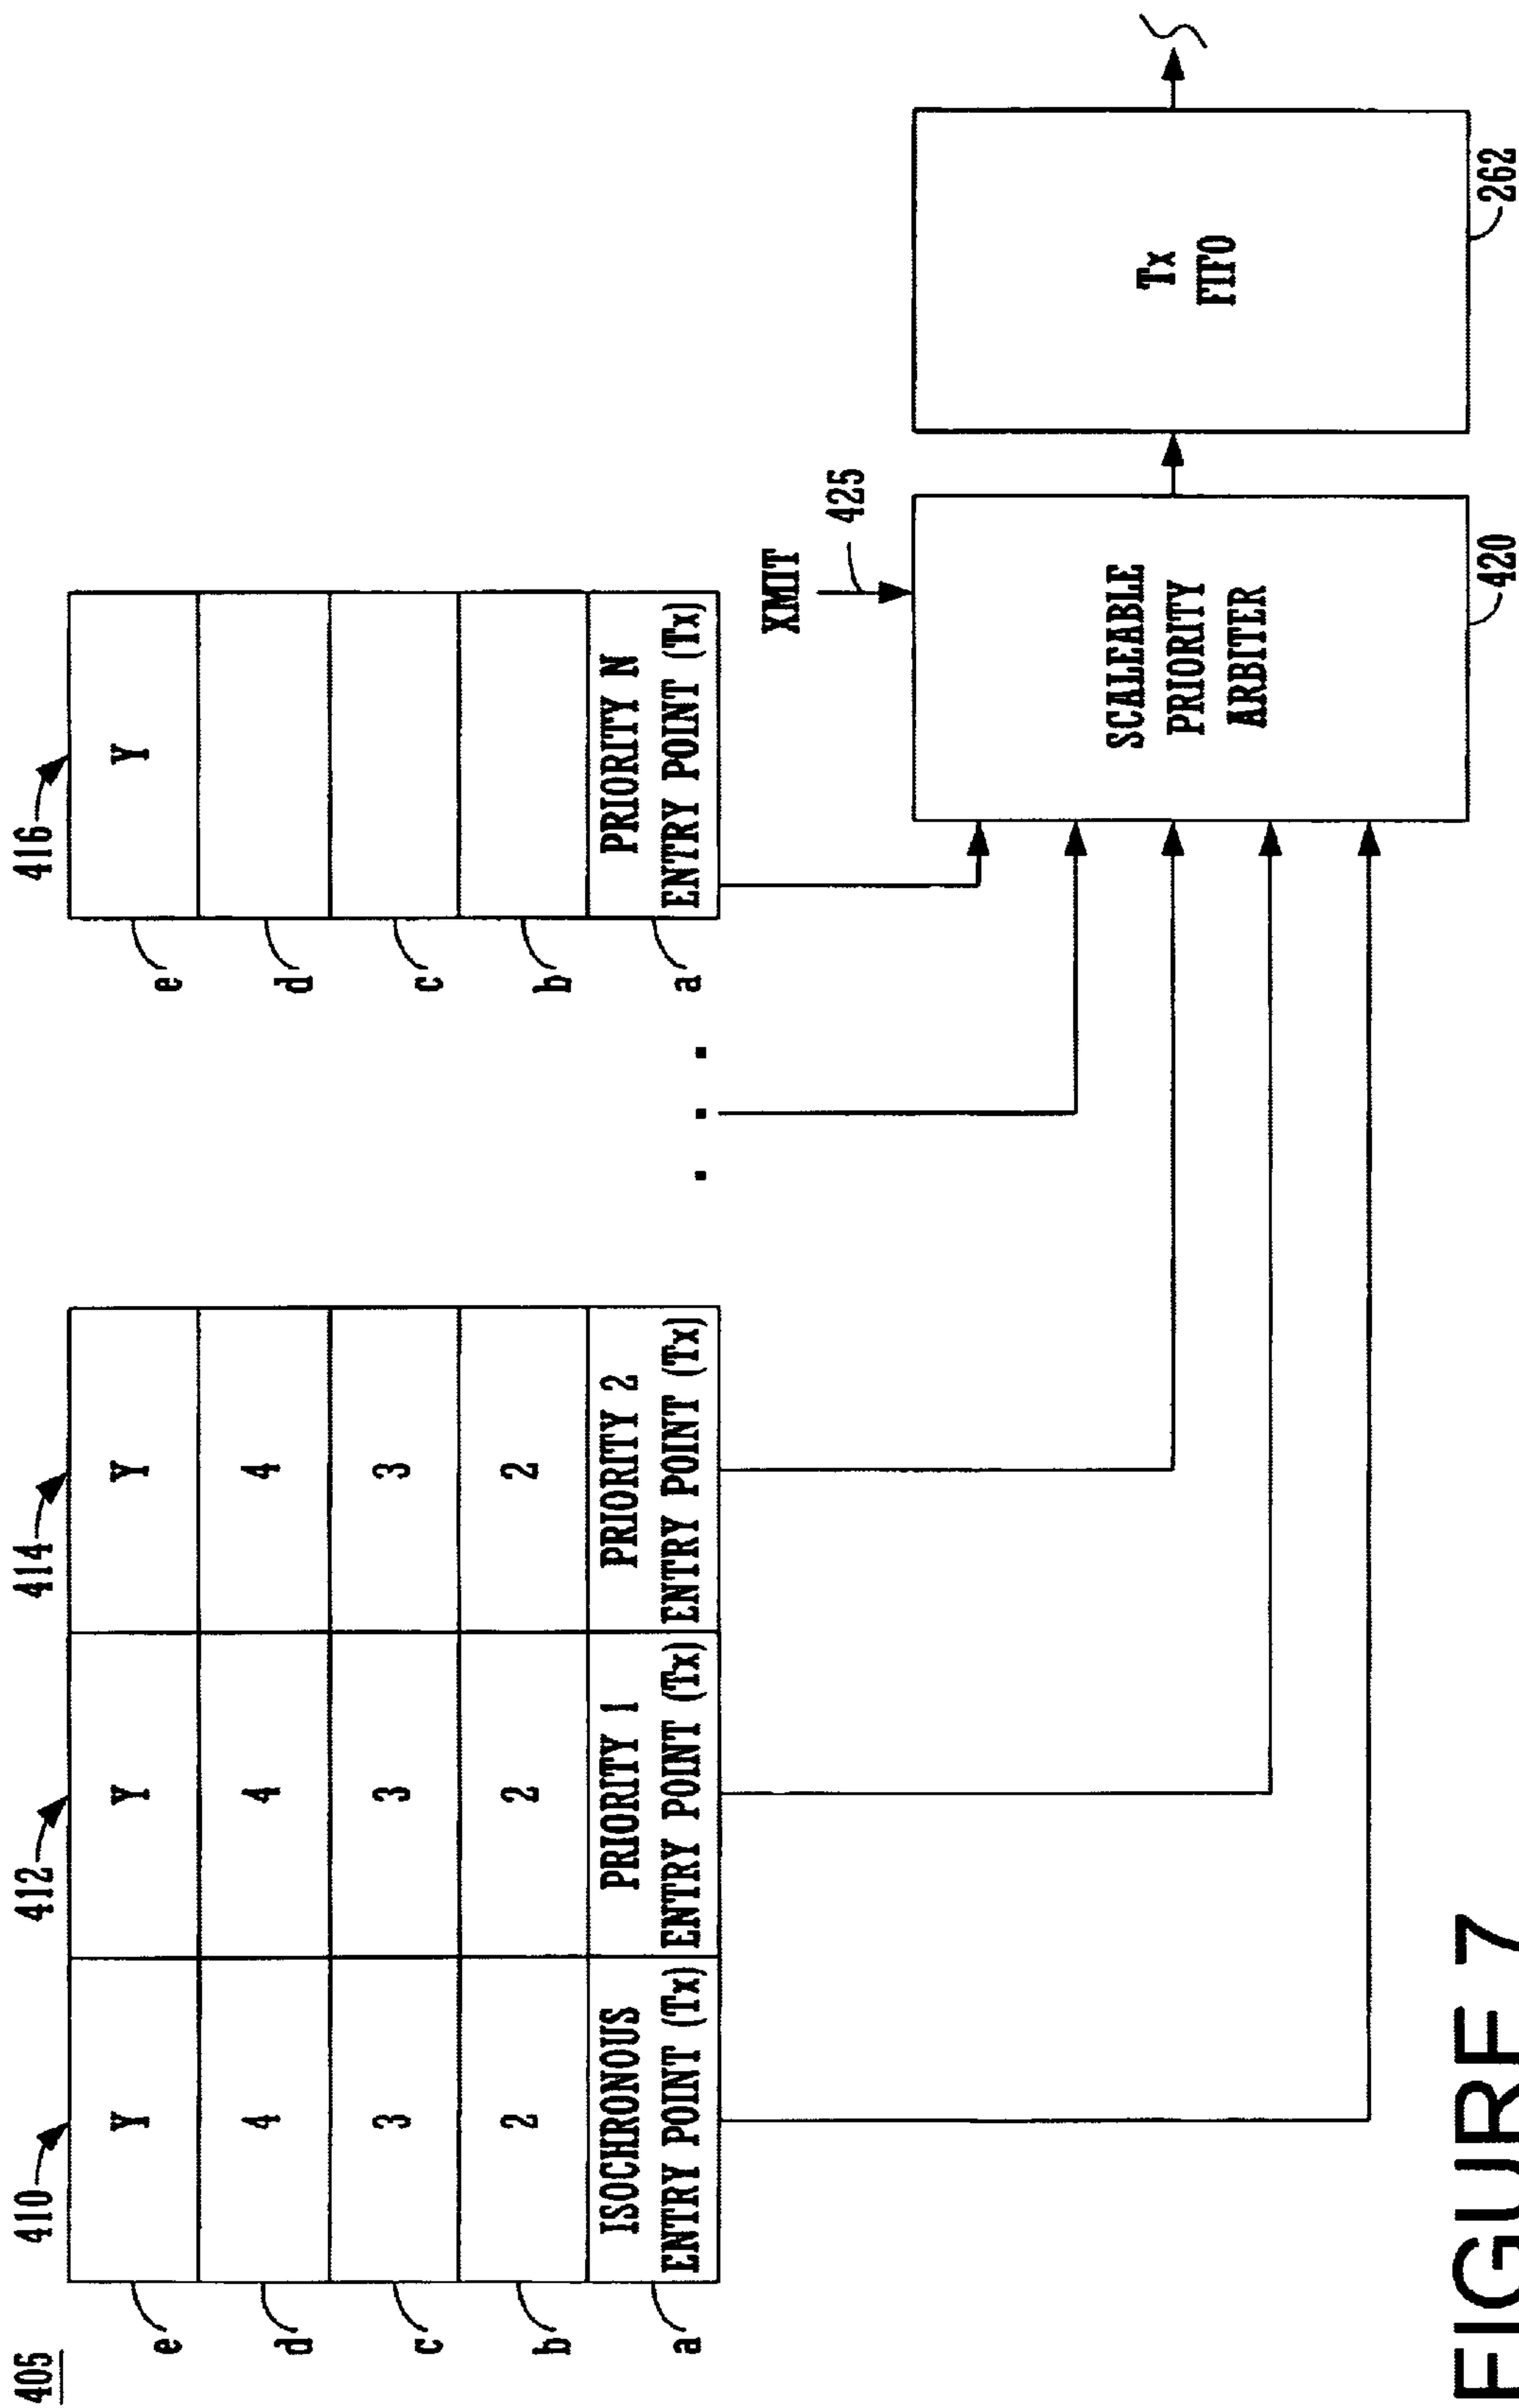 405
410
412
414
416
e
Y
Y
Y
e
Y
d
4
4
4
d
c
3
3
3
c
b
2
2
2
b
a
ISOCHRONOUS
ENTRY POINT (Tx)
PRIORITY 1
ENTRY POINT (Tx)
PRIORITY 2
ENTRY POINT (Tx)
. . .
a
PRIORITY N
ENTRY POINT (Tx)
XMIT
425
SCALEABLE
PRIORITY
ARBITER
420
Tx
FIFO
262
FIGURE 7